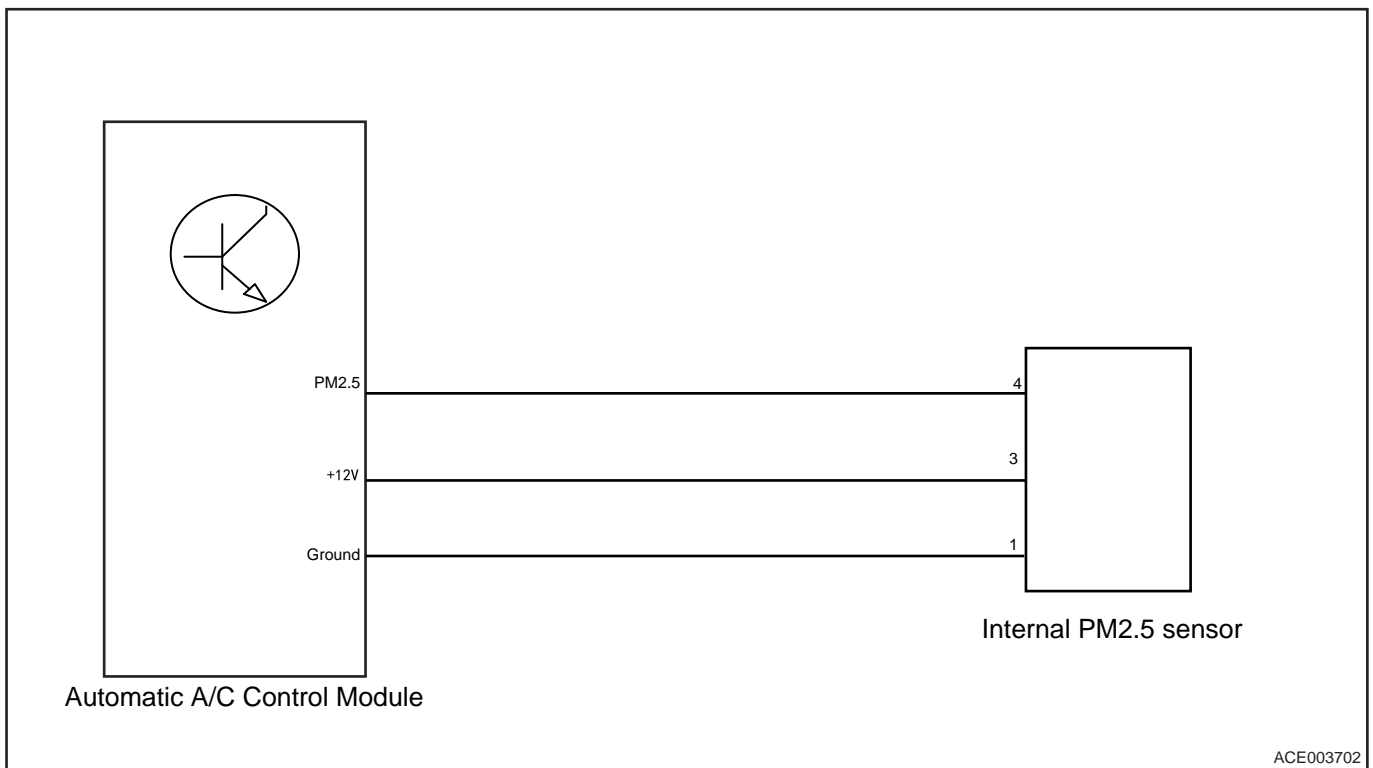 PM2.5
4
+12V
3
Ground
1
Internal PM2.5 sensor
Automatic A/C Control Module
ACE003702